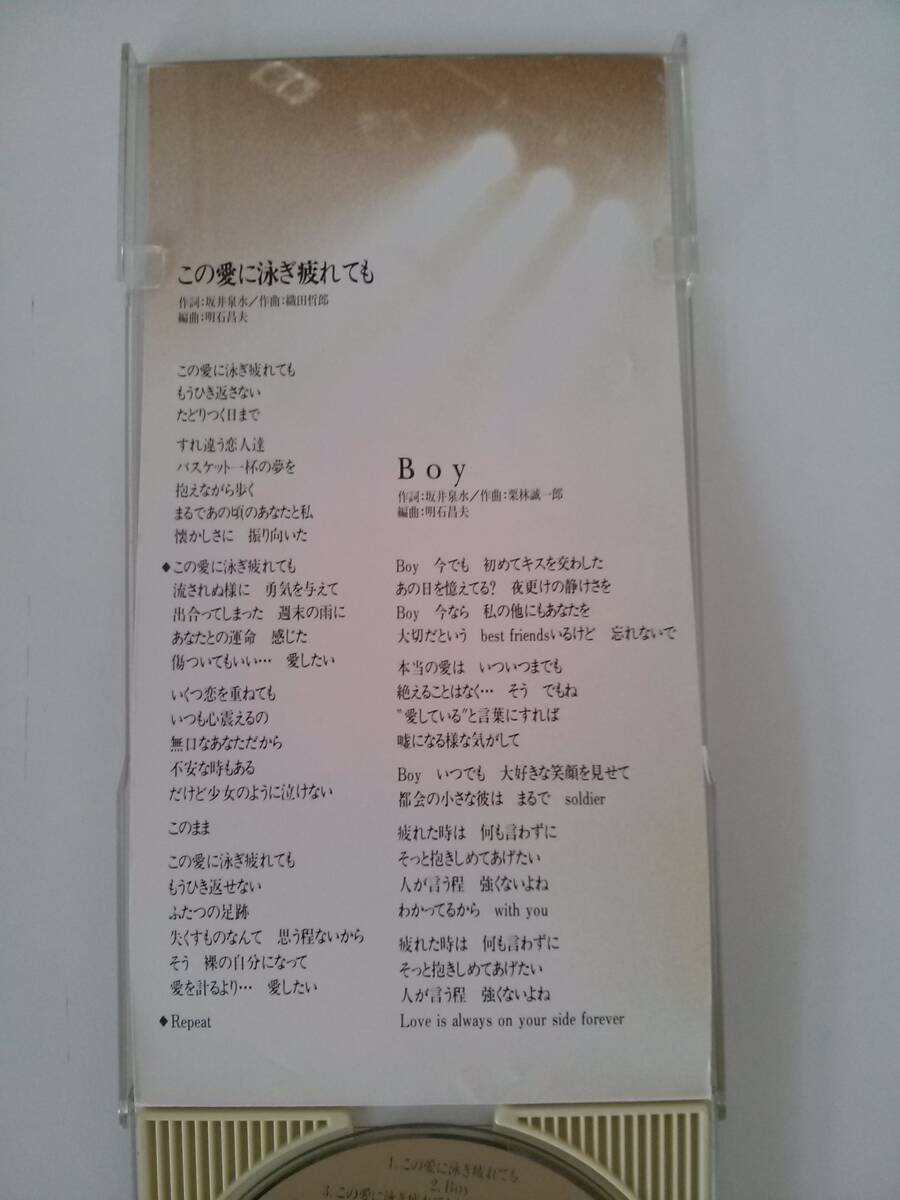 この愛に泳ぎ疲れても
作詞:坂井泉水/作曲:織田哲郎
編曲:明石昌夫
この愛に泳ぎ疲れても
もうひき返さない
たどりつく日まで
すれ違う恋人達
バスケット一杯の夢を
抱えながら歩く
まるであの頃のあなたと私
懐かしさに 振り向いた
◆この愛に泳ぎ疲れても
流されぬ様に 勇気を与えて
出合ってしまった 週末の雨に
あなたとの運命 感じた
傷ついてもいい… 愛したい
いくつ恋を重ねても
いつも心震えるの
無口なあなただから
不安な時もある
だけど少女のように泣けない
このまま
この愛に泳ぎ疲れても
もうひき返せない
ふたつの足跡
失くすものなんて 思う程ないから
そう 裸の自分になって
愛を計るより… 愛したい
◆Repeat
Boy
作詞:坂井泉水/作曲:栗林誠一郎
編曲:明石昌夫
Boy 今でも 初めてキスを交わした
あの日を憶えてる? 夜更けの静けさを
Boy 今なら 私の他にもあなたを
大切だという best friendsいるけど 忘れないで
本当の愛は いついつまでも
絶えることはなく… そう でもね
“愛している”と言葉にすれば
嘘になる様な気がして
Boy いつでも 大好きな笑顔を見せて
都会の小さな彼は まるで soldier
疲れた時は 何も言わずに
そっと抱きしめてあげたい
人が言う程 強くないよね
わかってるから with you
疲れた時は 何も言わずに
そっと抱きしめてあげたい
人が言う程 強くないよね
Love is always on your side forever
1.この愛に泳ぎ疲れても
2.Boy
3.この愛に泳ぎ疲れても